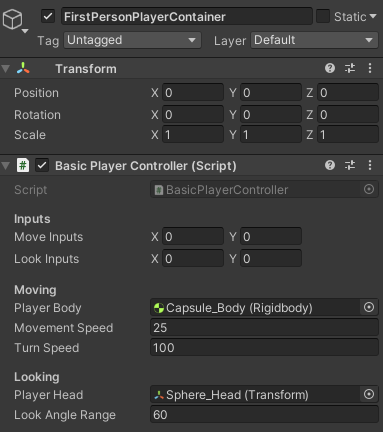 FirstPersonPlayerContainer Static
Tag Untagged Layer Default
Transform
Position X 0 Y 0 Z 0
Rotation X 0 Y 0 Z 0
Scale X 1 Y 1 Z 1
# Basic Player Controller (Script)
Script # BasicPlayerController
Inputs
Move Inputs X 0 Y 0
Look Inputs X 0 Y 0
Moving
Player Body Capsule_Body (Rigidbody)
Movement Speed 25
Turn Speed 100
Looking
Player Head Sphere_Head (Transform)
Look Angle Range 60